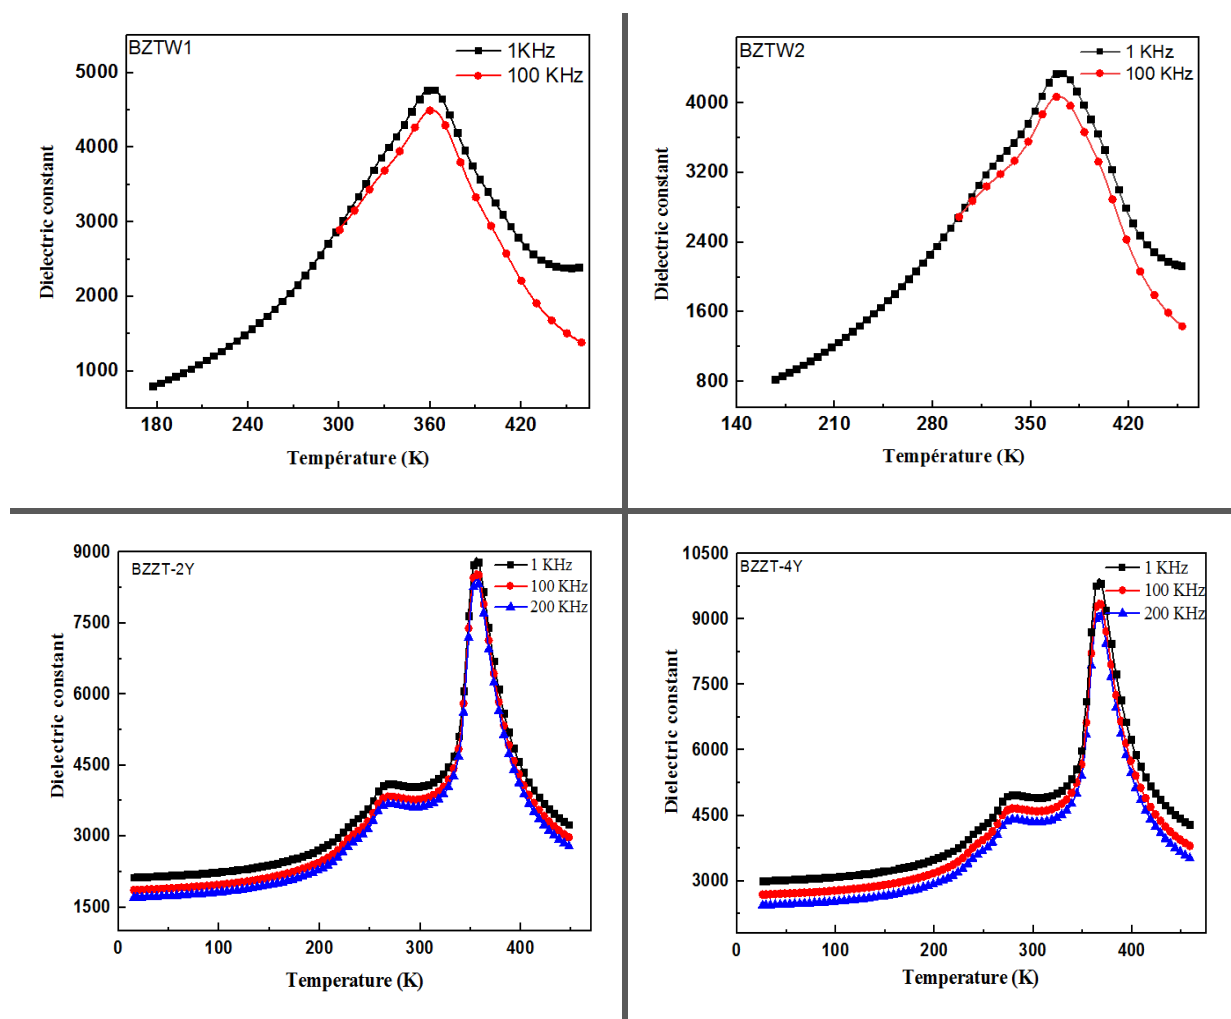 BZTW1
1KHz
100 KHz
5000
4000
3000
2000
1000
Dielectric constant
180 240 300 360 420
Température (K)
BZTW2
1 KHz
100 KHz
4000
3200
2400
1600
800
Dielectric constant
140 210 280 350 420
Température (K)
BZZT-2Y
1 KHz
100 KHz
200 KHz
9000
7500
6000
4500
3000
1500
Dielectric constant
0 100 200 300 400
Temperature (K)
BZZT-4Y
1 KHz
100 KHz
200 KHz
10500
9000
7500
6000
4500
3000
Dielectric constant
0 100 200 300 400
Temperature (K)